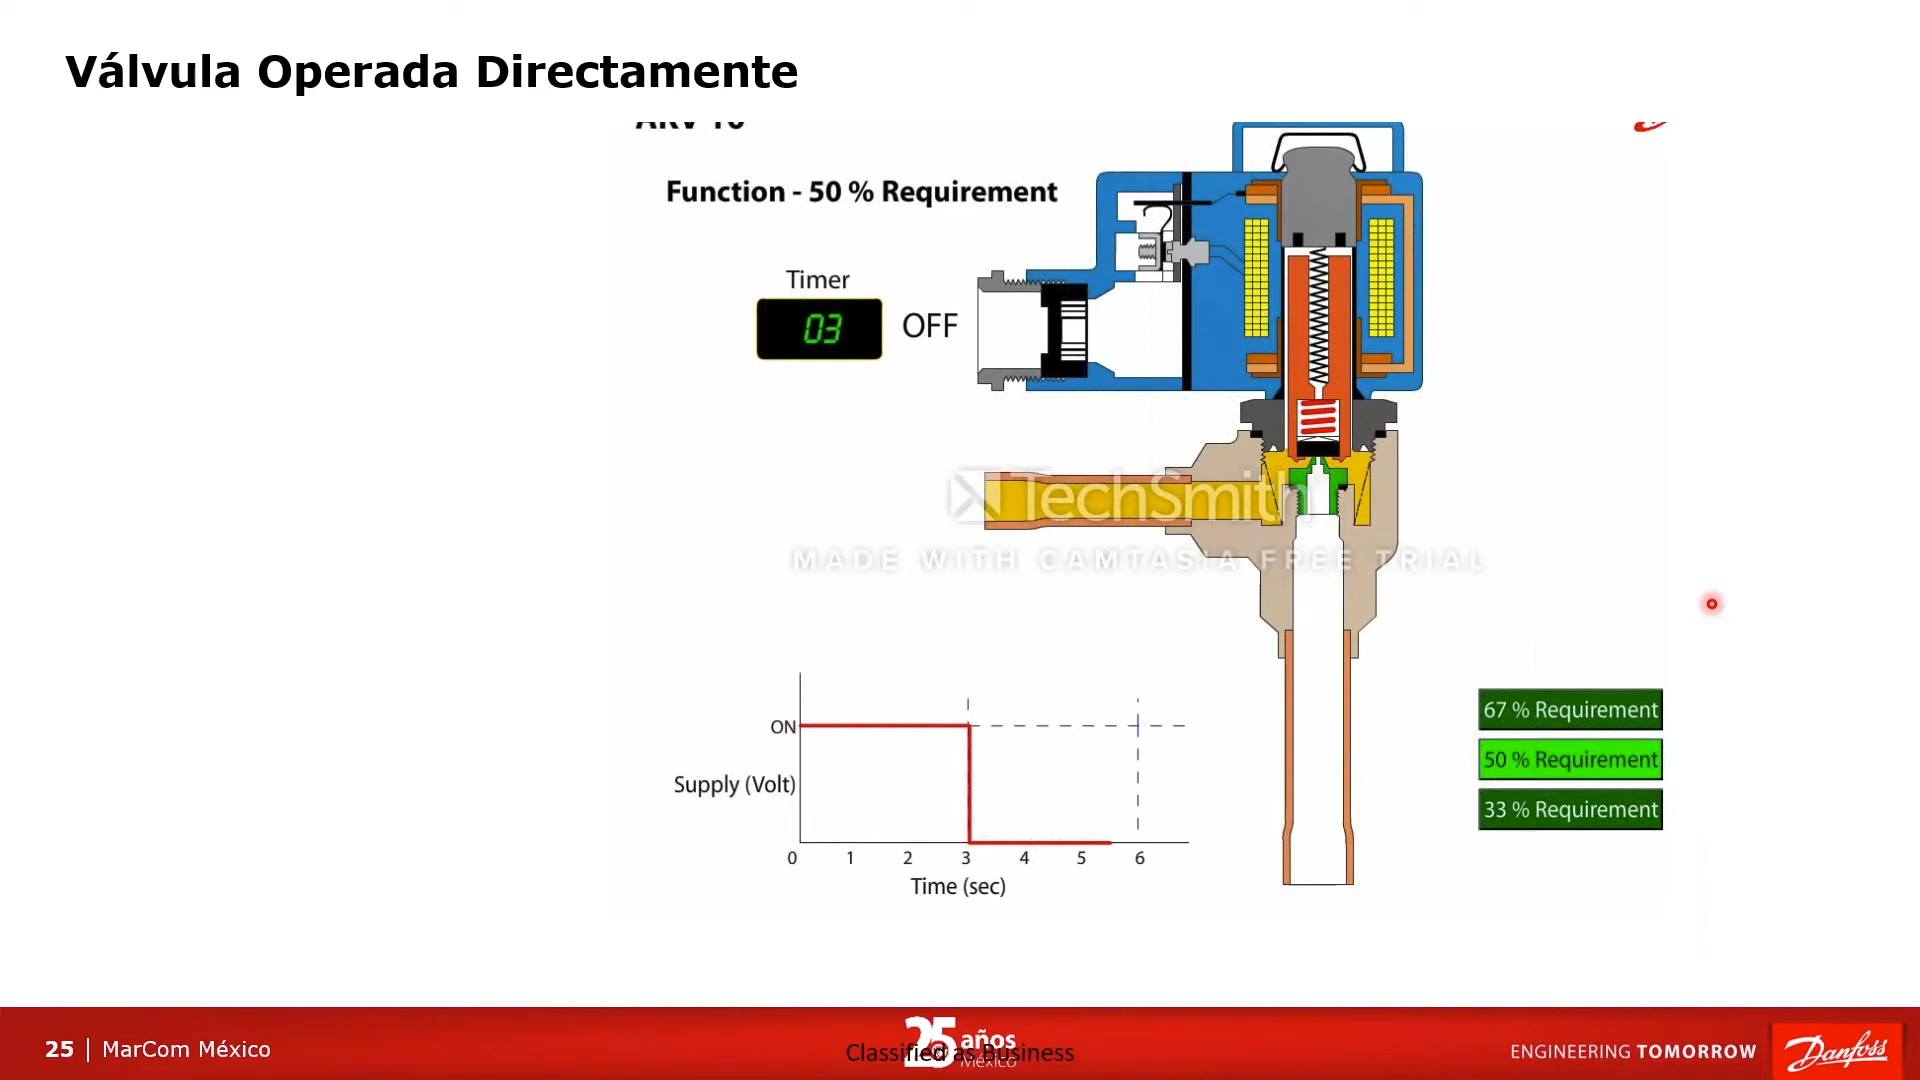 Válvula Operada Directamente
Function - 50 % Requirement
Timer
03
OFF
TechSmith
MADE WITH CAMTASIA FREE TRIAL
ON
Supply (Volt)
0 1 2 3 4 5 6
Time (sec)
67 % Requirement
50 % Requirement
33 % Requirement
25 | MarCom México
25 años
México
Classified as Business
ENGINEERING TOMORROW
Danfoss